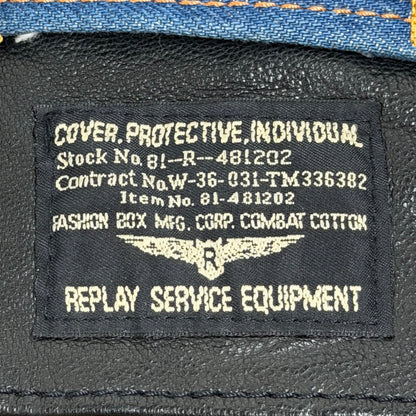 COVER, PROTECTIVE, INDIVIDUAL
Stock No. 81--R--481202
Contract No. W-36-031-TM336382
Item No. 81-481202
FASHION BOX MFG. CORP. COMBAT COTTON
R
REPLAY SERVICE EQUIPMENT